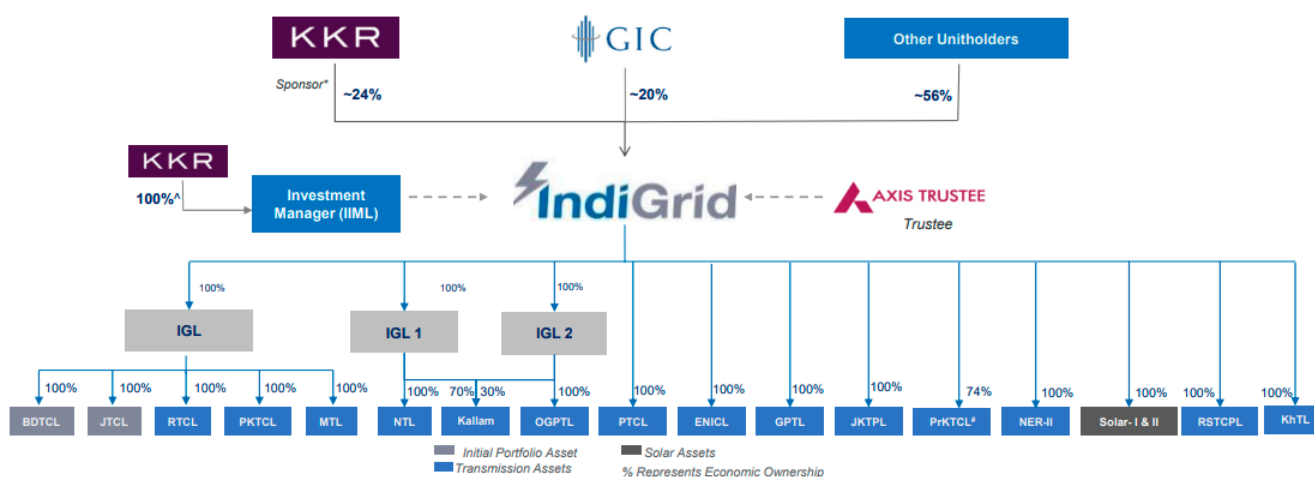 KKR
GIC
Other Unitholders
Sponsor*
~24%
~20%
~56%
KKR
100%^
Investment
Manager (IIML)
IndiGrid
AXIS TRUSTEE
Trustee
100%
100%
100%
IGL
IGL 1
IGL 2
100% 100% 100% 100% 100% 100% 70% 30% 100% 100% 100% 100% 100% 74% 100% 100% 100% 100%
BDTCL JTCL RTCL PKTCL MTL NTL Kallam OGPTL PTCL ENICL GPTL JKTPL PrKTCL# NER-II Solar- I & II RSTCPL KhTL
Initial Portfolio Asset Solar Assets
Transmission Assets % Represents Economic Ownership